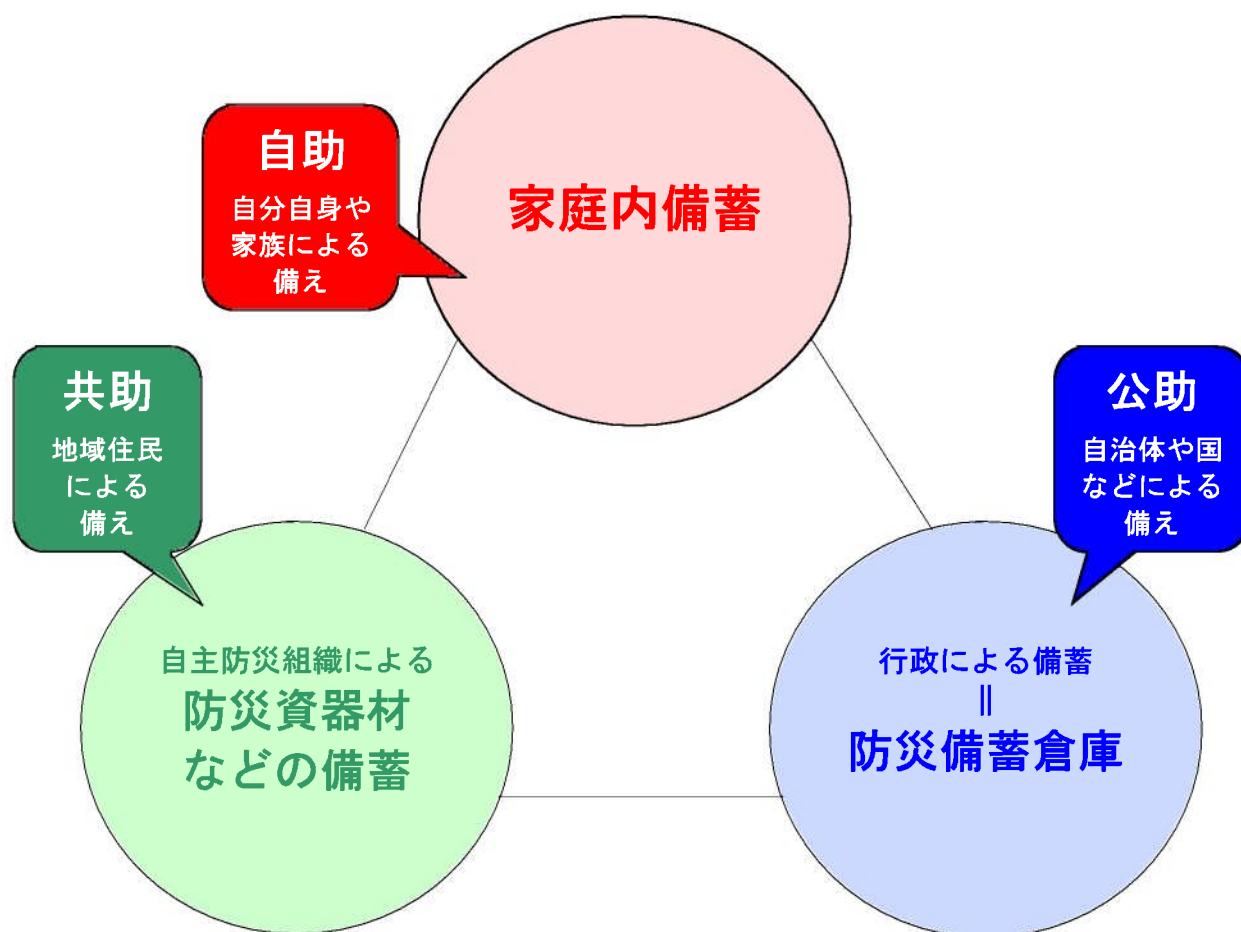 自助
自分自身や
家族による
備え
家庭内備蓄
共助
地域住民
による
備え
公助
自治体や国
などによる
備え
自主防災組織による
防災資器材
などの備蓄
行政による備蓄
||
防災備蓄倉庫